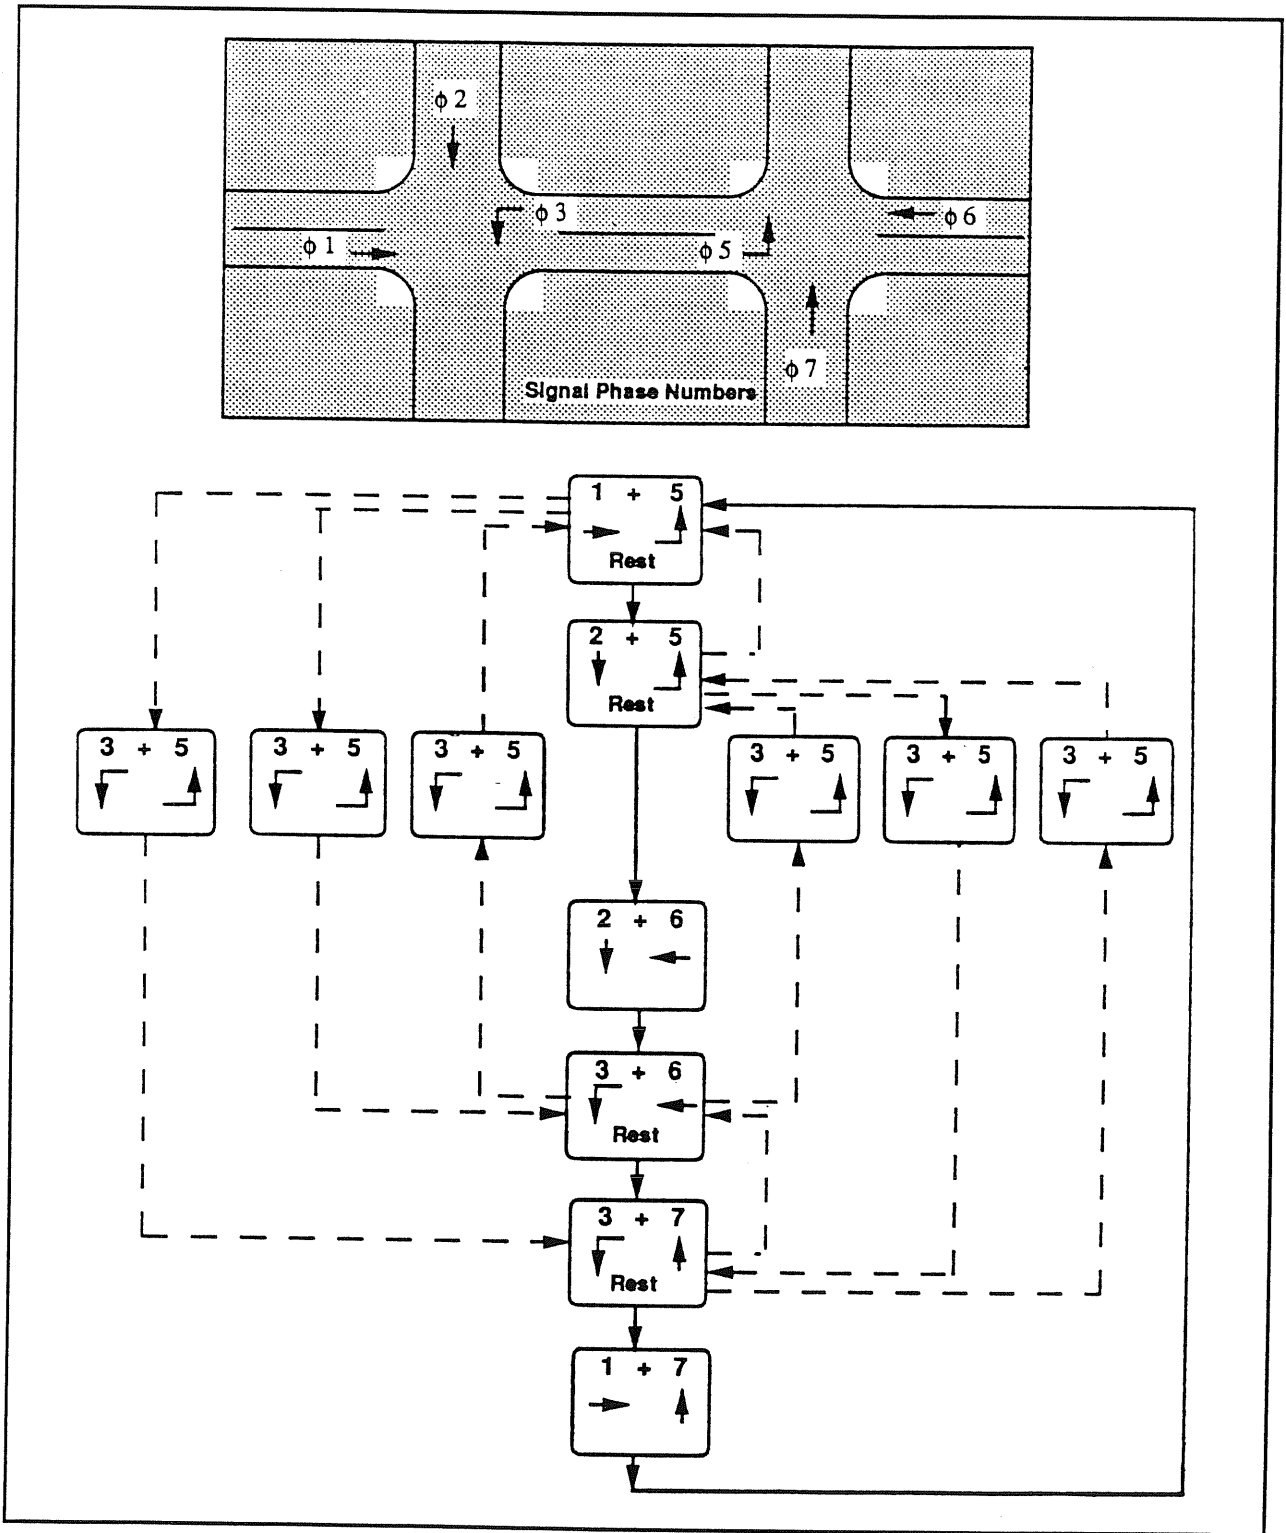 ϕ 2
ϕ 3
ϕ 6
ϕ 1
ϕ 5
ϕ 7
Signal Phase Numbers
1 + 5
Rest
2 + 5
Rest
3 + 5
3 + 5
3 + 5
3 + 5
3 + 5
3 + 5
2 + 6
3 + 6
Rest
3 + 7
Rest
1 + 7